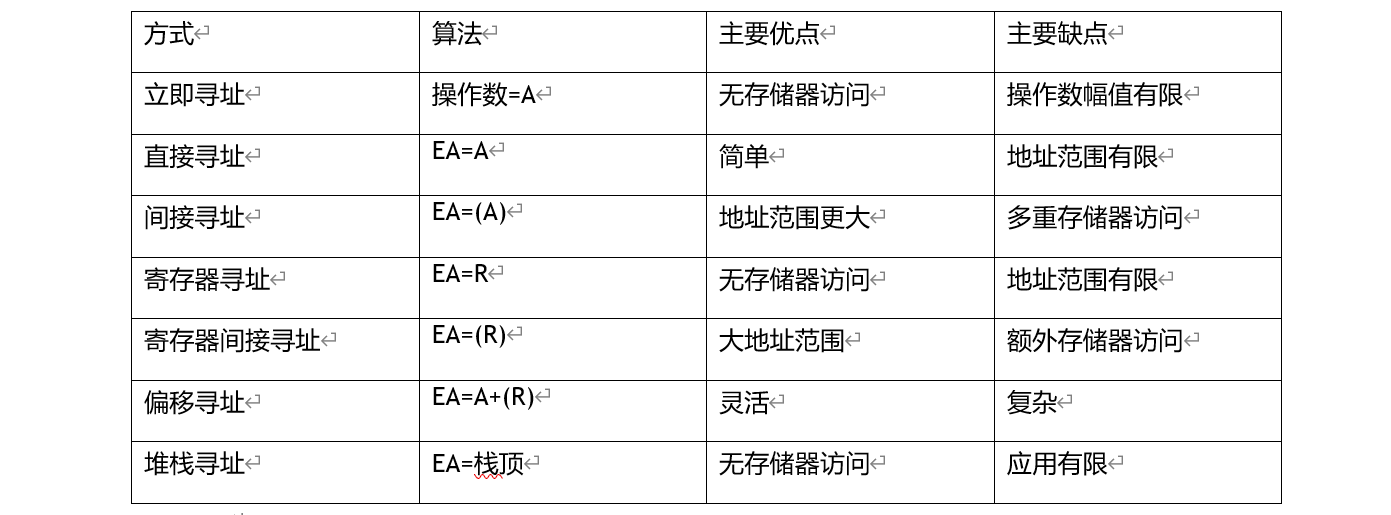 方式 算法 主要优点 主要缺点
立即寻址 操作数=A 无存储器访问 操作数幅值有限
直接寻址 EA=A 简单 地址范围有限
间接寻址 EA=(A) 地址范围更大 多重存储器访问
寄存器寻址 EA=R 无存储器访问 地址范围有限
寄存器间接寻址 EA=(R) 大地址范围 额外存储器访问
偏移寻址 EA=A+(R) 灵活 复杂
堆栈寻址 EA=栈顶 无存储器访问 应用有限